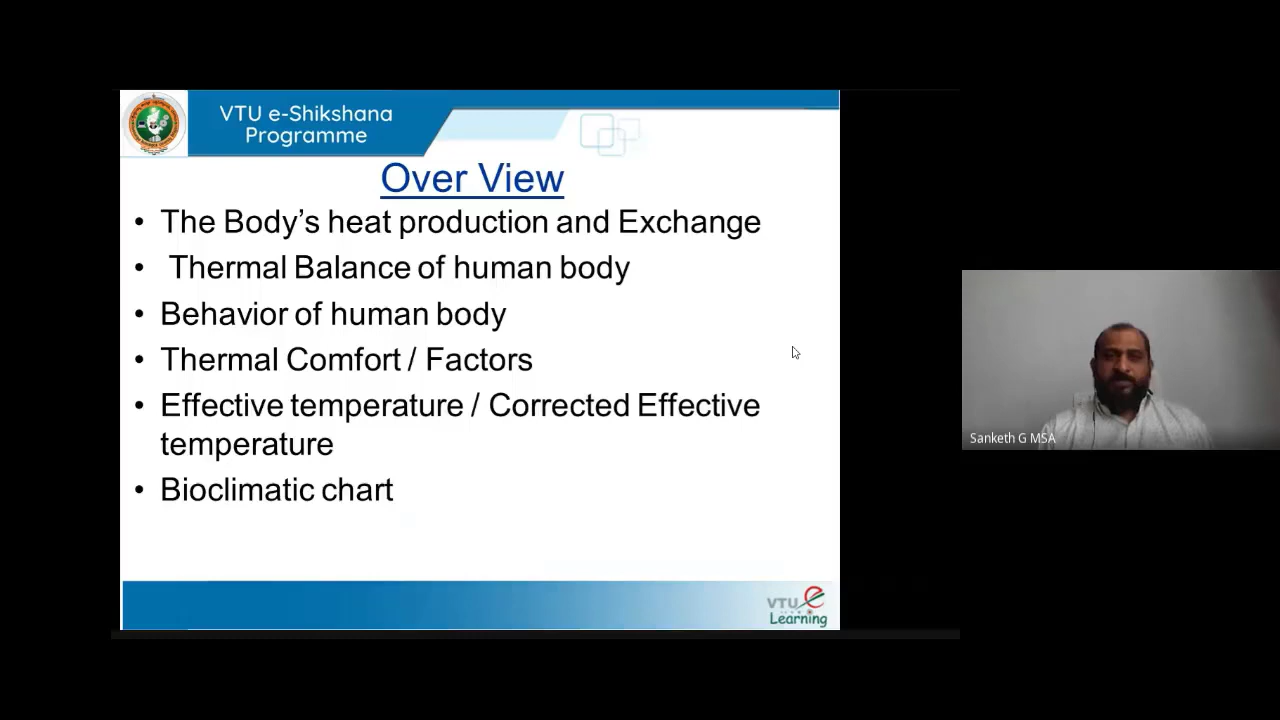 VTU e-Shikshana
Programme
Over View
• The Body’s heat production and Exchange
• Thermal Balance of human body
• Behavior of human body
• Thermal Comfort / Factors
• Effective temperature / Corrected Effective
temperature
• Bioclimatic chart
Sanketh G MSA
VTU e
Learning